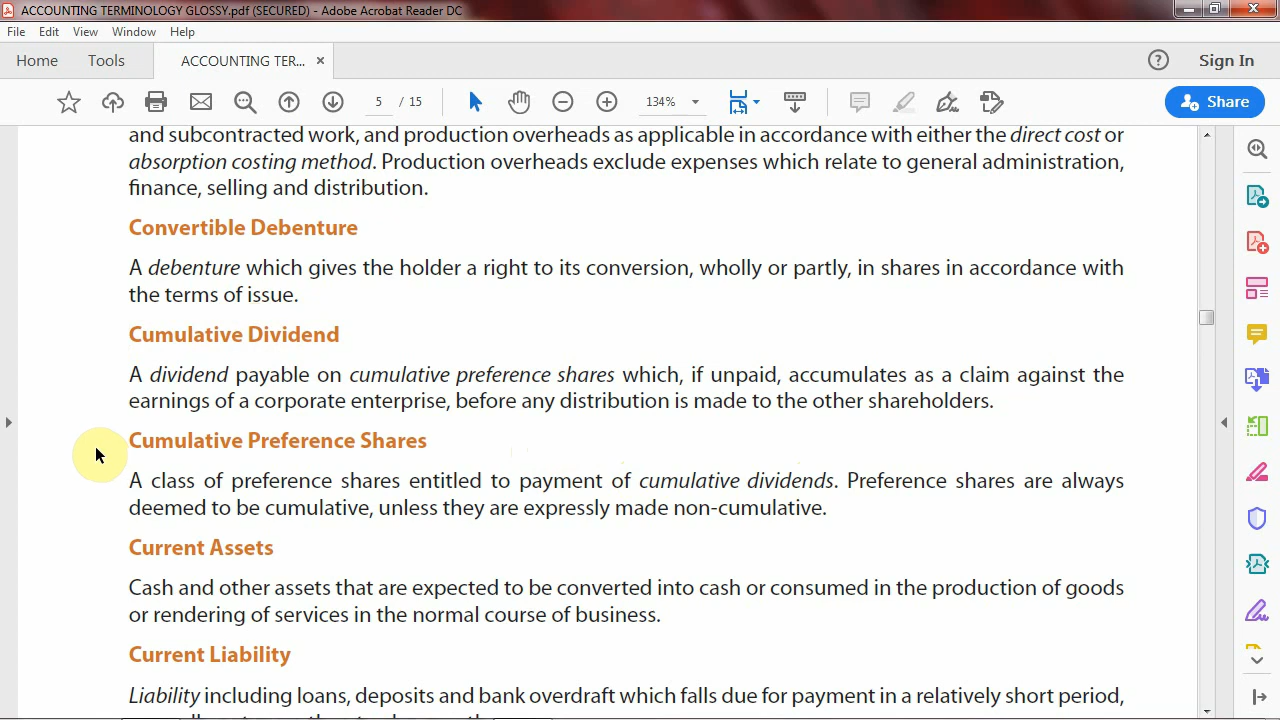 ACCOUNTING TERMINOLOGY GLOSSY.pdf (SECURED) - Adobe Acrobat Reader DC
File Edit View Window Help
Home Tools ACCOUNTING TER... × ? Sign In
5 / 15 134% Share
and subcontracted work, and production overheads as applicable in accordance with either the direct cost or
absorption costing method. Production overheads exclude expenses which relate to general administration,
finance, selling and distribution.
Convertible Debenture
A debenture which gives the holder a right to its conversion, wholly or partly, in shares in accordance with
the terms of issue.
Cumulative Dividend
A dividend payable on cumulative preference shares which, if unpaid, accumulates as a claim against the
earnings of a corporate enterprise, before any distribution is made to the other shareholders.
Cumulative Preference Shares
A class of preference shares entitled to payment of cumulative dividends. Preference shares are always
deemed to be cumulative, unless they are expressly made non-cumulative.
Current Assets
Cash and other assets that are expected to be converted into cash or consumed in the production of goods
or rendering of services in the normal course of business.
Current Liability
Liability including loans, deposits and bank overdraft which falls due for payment in a relatively short period,